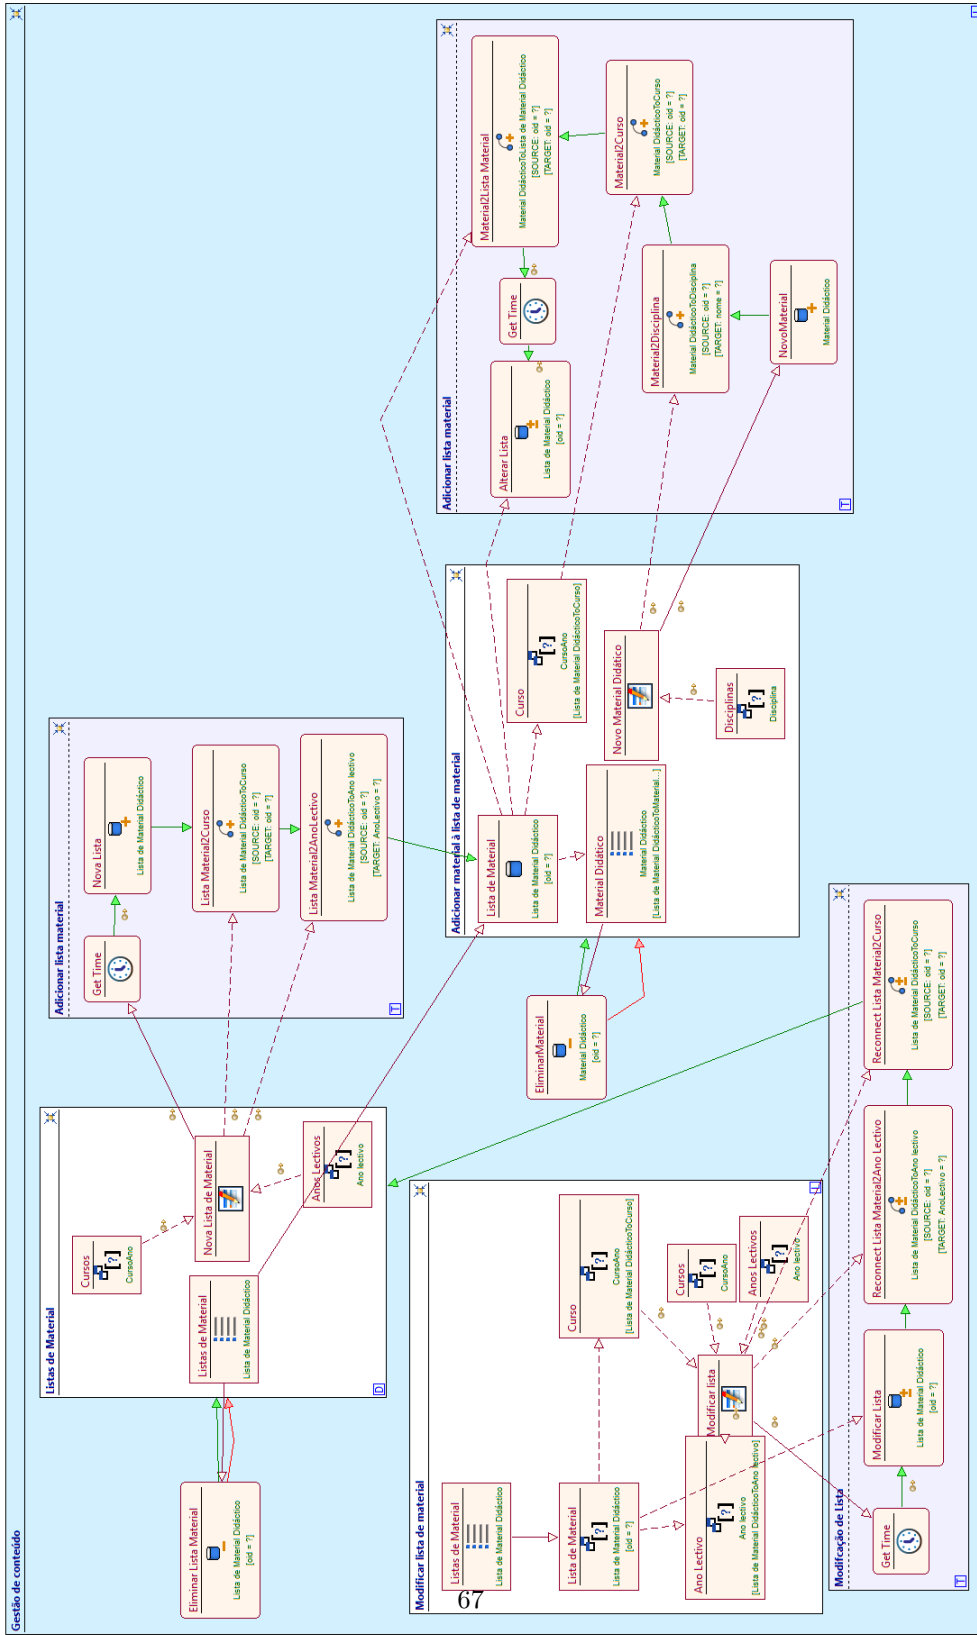 Gestão de conteúdo
Eliminar Lista Material
Lista de Material Didáctico
[oid = ?]
Listas de Material
Cursos
CursoAno
Listas de Material
Lista de Material Didáctico
Nova Lista de Material
Anos Lectivos
Ano lectivo
D
Adicionar lista material
Get Time
Nova Lista
Lista de Material Didáctico
Lista Material2Curso
Lista de Material DidácticoToCurso
[SOURCE: oid = ?]
[TARGET: oid = ?]
Lista Material2AnoLectivo
Lista de Material DidácticoToAno lectivo
[SOURCE: oid = ?]
[TARGET: AnoLectivo = ?]
T
Modificar lista de material
Listas de Material
Lista de Material Didáctico
Lista de Material
Lista de Material Didáctico
[oid = ?]
Curso
CursoAno
[Lista de Material DidácticoToCurso]
Cursos
CursoAno
Anos Lectivos
Ano lectivo
Modificar lista
Ano Lectivo
Ano lectivo
[Lista de Material DidácticoToAno lectivo]
L
EliminarMaterial
Material Didáctico
[oid = ?]
Adicionar material à lista de material
Lista de Material
Lista de Material Didáctico
[oid = ?]
Curso
CursoAno
[Lista de Material DidácticoToCurso]
Material Didático
Material Didáctico
[Lista de Material DidácticoToMaterial...]
Novo Material Didático
Disciplinas
Disciplina
Adicionar lista material
Material2Lista Material
Material DidácticoToLista de Material Didáctico
[SOURCE: oid = ?]
[TARGET: oid = ?]
Get Time
Alterar Lista
Lista de Material Didáctico
[oid = ?]
Material2Curso
Material DidácticoToCurso
[SOURCE: oid = ?]
[TARGET: oid = ?]
Material2Disciplina
Material DidácticoToDisciplina
[SOURCE: oid = ?]
[TARGET: nome = ?]
NovoMaterial
Material Didáctico
T
Modifcação de Lista
Get Time
Modificar Lista
Lista de Material Didáctico
[oid = ?]
Reconnect Lista Material2Ano Lectivo
Lista de Material DidácticoToAno lectivo
[SOURCE: oid = ?]
[TARGET: AnoLectivo = ?]
Reconnect Lista Material2Curso
Lista de Material DidácticoToCurso
[SOURCE: oid = ?]
[TARGET: oid = ?]
T
67